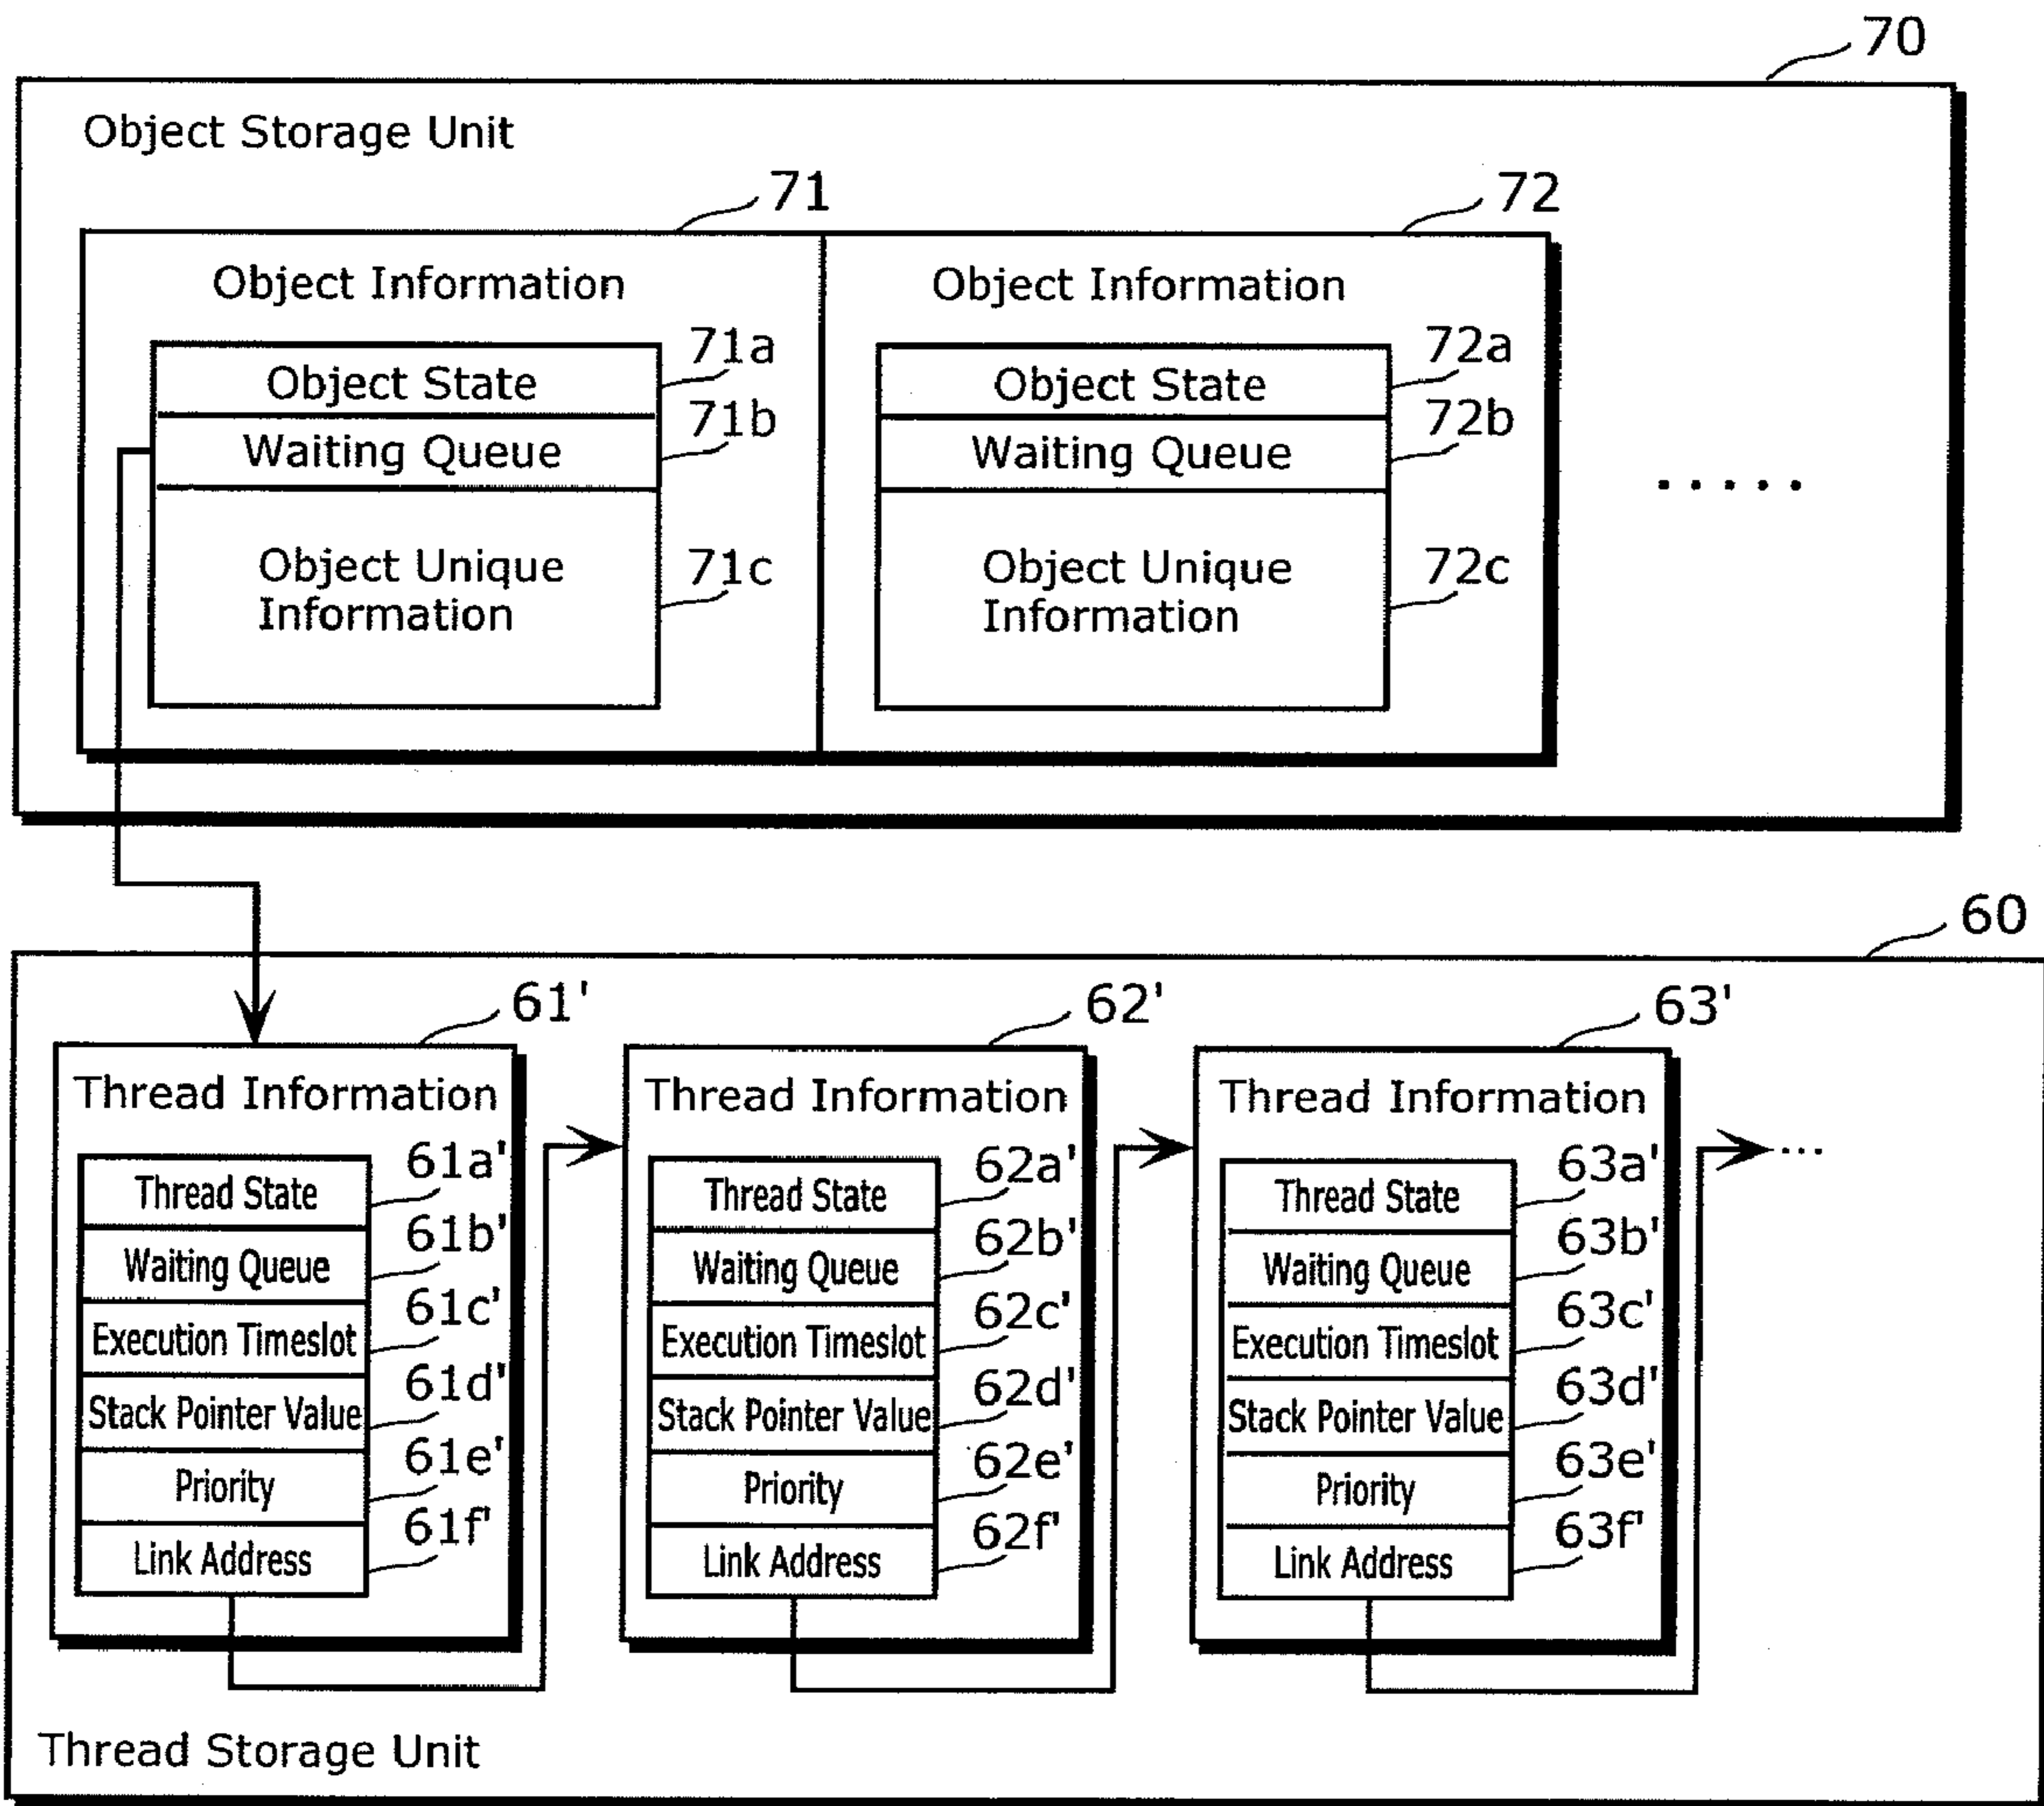 70
Object Storage Unit
71
72
Object Information
Object Information
71a
Object State
71b
Waiting Queue
71c
Object Unique
Information
72a
Object State
72b
Waiting Queue
72c
Object Unique
Information
.....
60
61'
Thread Information
61a'
Thread State
61b'
Waiting Queue
61c'
Execution Timeslot
61d'
Stack Pointer Value
61e'
Priority
61f'
Link Address
62'
Thread Information
62a'
Thread State
62b'
Waiting Queue
62c'
Execution Timeslot
62d'
Stack Pointer Value
62e'
Priority
62f'
Link Address
63'
Thread Information
63a'
Thread State
63b'
Waiting Queue
63c'
Execution Timeslot
63d'
Stack Pointer Value
63e'
Priority
63f'
Link Address
...
Thread Storage Unit